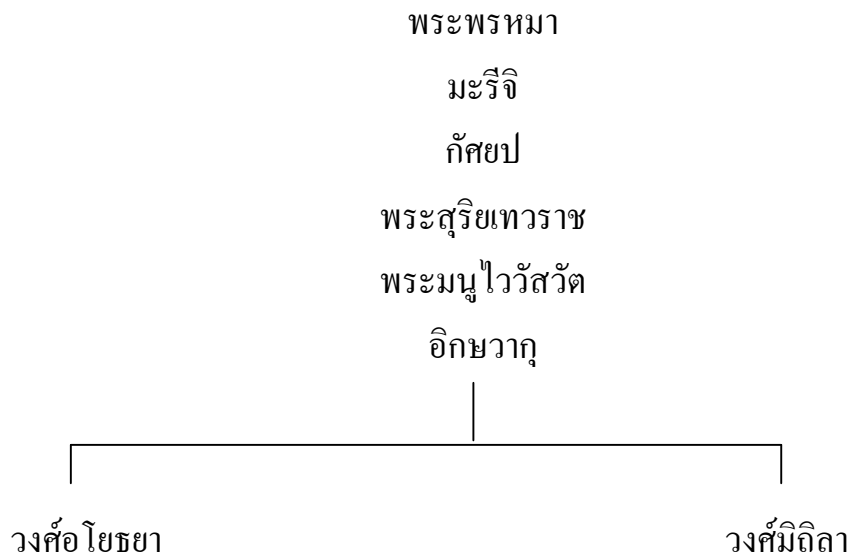 พระพรหมา
มะรีจิ
กัศยป
พระสุริยเทวราช
พระมนูไววัสวัต
อิกษวากุ
วงศ์อโยธยา วงศ์มิถิลา